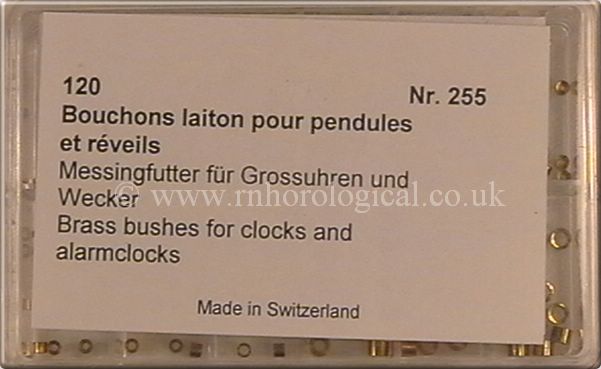 120 Nr. 255
Bouchons laiton pour pendules
et réveils
Messingfutter für Grossuhren und
Wecker
© www.rnhorological.co.uk
Brass bushes for clocks and
alarmclocks
Made in Switzerland